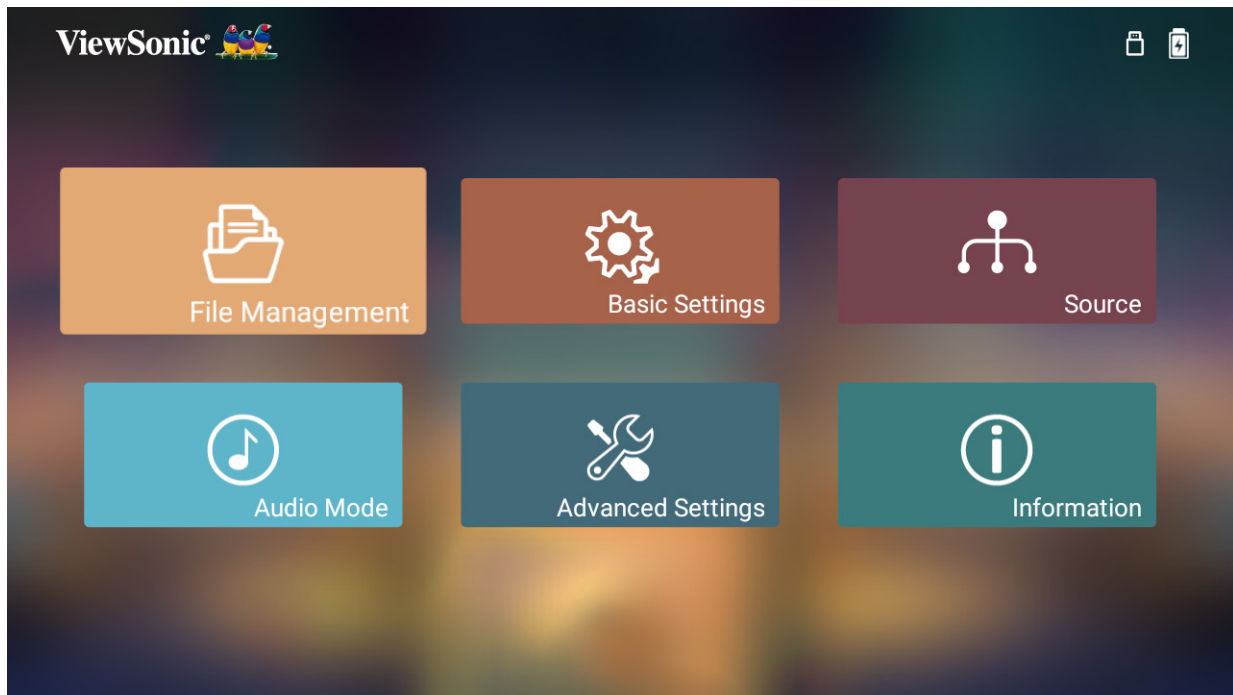 ViewSonic®
File Management
Basic Settings
Source
Audio Mode
Advanced Settings
Information